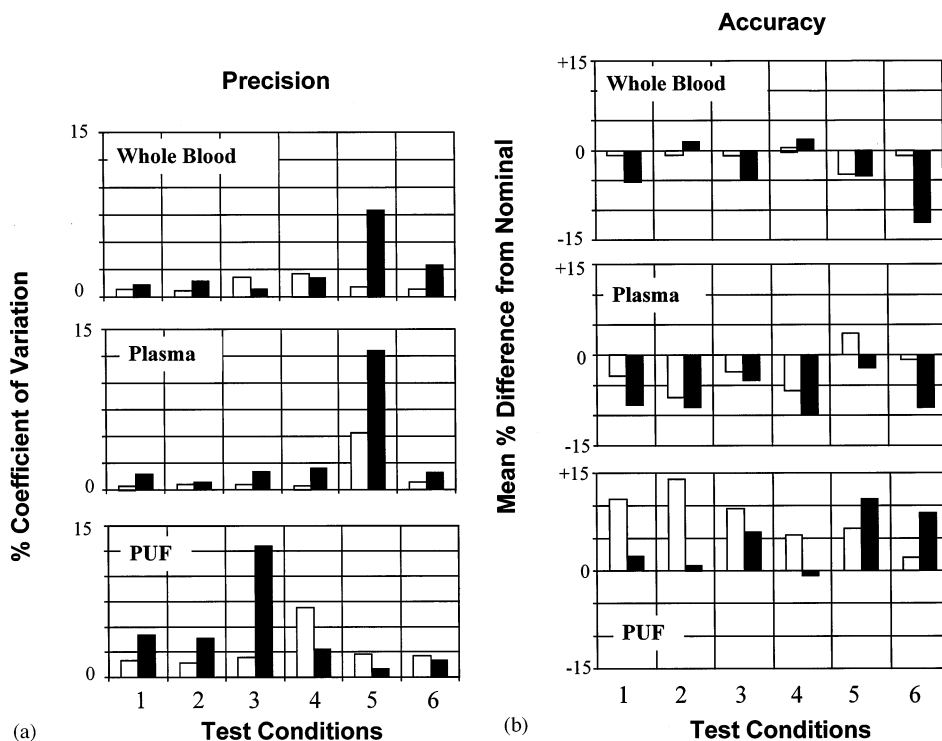 Precision
% Coefficient of Variation
15
Whole Blood
0
15
Plasma
0
15
PUF
0
1 2 3 4 5 6
(a)
Test Conditions
Accuracy
Mean % Difference from Nominal
+15
Whole Blood
0
-15
+15
Plasma
0
-15
+15
0
PUF
-15
1 2 3 4 5 6
(b)
Test Conditions